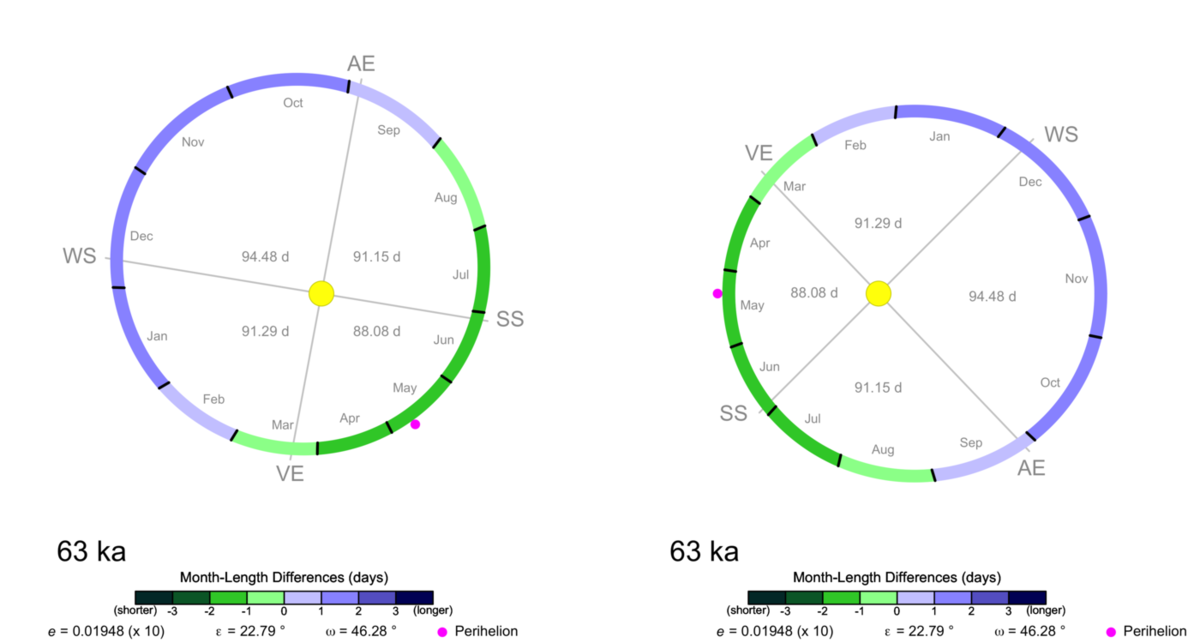 AE
Oct
Sep
Nov
Aug
Dec
WS
94.48 d
91.15 d
Jul
SS
91.29 d
88.08 d
Jan
Jun
May
Feb
Apr
Mar
VE
63 ka
Month-Length Differences (days)
(shorter) -3 -2 -1 0 1 2 3 (longer)
e = 0.01948 (x 10) ε = 22.79 ° ω = 46.28 ° Perihelion
WS
Jan
Feb
VE
Dec
Mar
91.29 d
Apr
Nov
88.08 d
94.48 d
May
Jun
Oct
91.15 d
SS
Jul
Sep
Aug
AE
63 ka
Month-Length Differences (days)
(shorter) -3 -2 -1 0 1 2 3 (longer)
e = 0.01948 (x 10) ε = 22.79 ° ω = 46.28 ° Perihelion